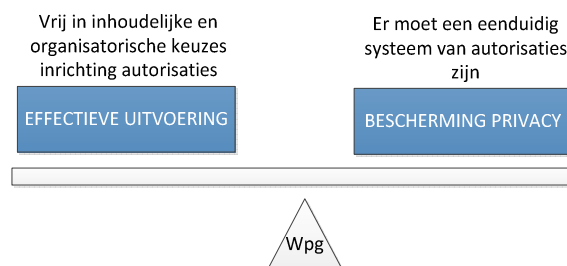 Vrij in inhoudelijke en
organisatorische keuzes
inrichting autorisaties
EFFECTIEVE UITVOERING
Er moet een eenduidig
systeem van autorisaties
zijn
BESCHERMING PRIVACY
Wpg